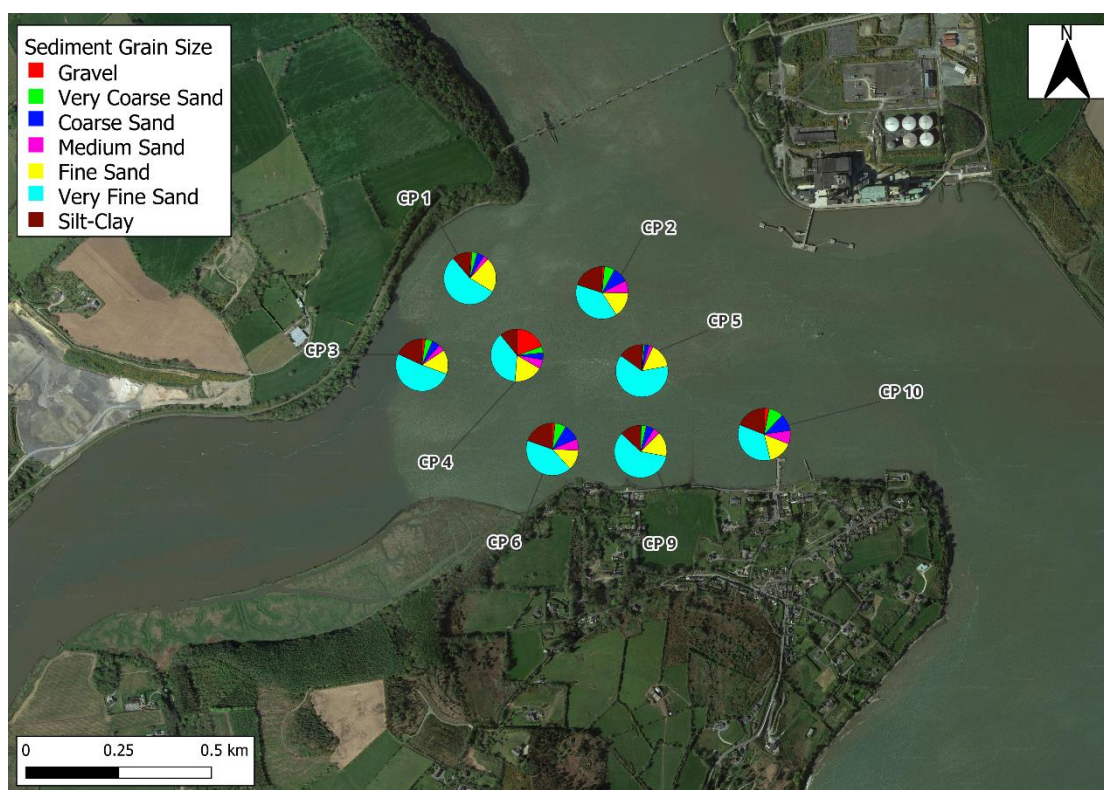 Sediment Grain Size
Gravel
Very Coarse Sand
Coarse Sand
Medium Sand
Fine Sand
Very Fine Sand
Silt-Clay
N
CP 1
CP 2
CP 5
CP 3
CP 10
CP 4
CP 6
CP 9
0 0.25 0.5 km